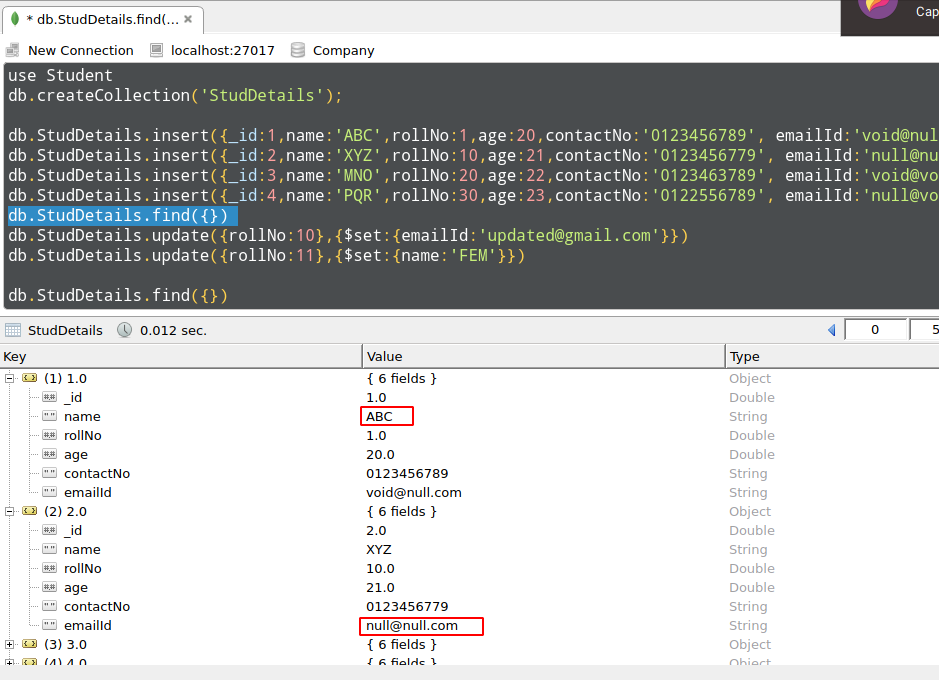 * db.StudDetails.find(... ×
Cap
New Connection localhost:27017 Company
use Student
db.createCollection('StudDetails');
db.StudDetails.insert({_id:1,name:'ABC',rollNo:1,age:20,contactNo:'0123456789', emailId:'void@nul
db.StudDetails.insert({_id:2,name:'XYZ',rollNo:10,age:21,contactNo:'0123456779', emailId:'null@nu
db.StudDetails.insert({_id:3,name:'MNO',rollNo:20,age:22,contactNo:'0123463789', emailId:'void@vo
db.StudDetails.insert({_id:4,name:'PQR',rollNo:30,age:23,contactNo:'0122556789', emailId:'null@vo
db.StudDetails.find({})
db.StudDetails.update({rollNo:10},{$set:{emailId:'updated@gmail.com'}})
db.StudDetails.update({rollNo:11},{$set:{name:'FEM'}})
db.StudDetails.find({})
StudDetails 0.012 sec. 0 5
Key Value Type
(1) 1.0 { 6 fields } Object
_id 1.0 Double
name ABC String
rollNo 1.0 Double
age 20.0 Double
contactNo 0123456789 String
emailId void@null.com String
(2) 2.0 { 6 fields } Object
_id 2.0 Double
name XYZ String
rollNo 10.0 Double
age 21.0 Double
contactNo 0123456779 String
emailId null@null.com String
(3) 3.0 { 6 fields } Object
(4) 4.0 { 6 fields } Object